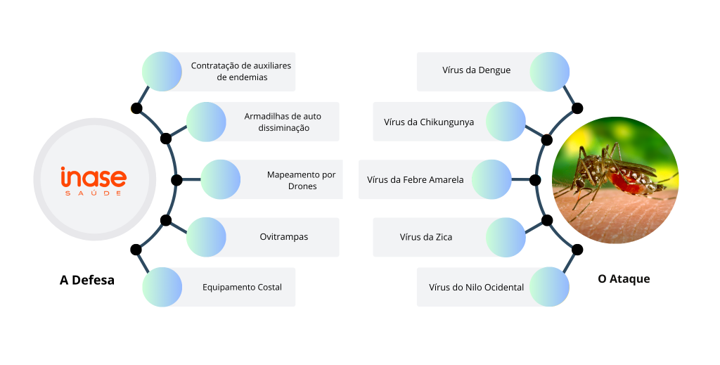 Contratação de auxiliares
de endemias
Armadilhas de auto
dissiminação
Mapeamento por
Drones
Ovitrampas
Equipamento Costal
inase
SAÚDE
A Defesa
Vírus da Dengue
Vírus da Chikungunya
Vírus da Febre Amarela
Vírus da Zica
Vírus do Nilo Ocidental
O Ataque